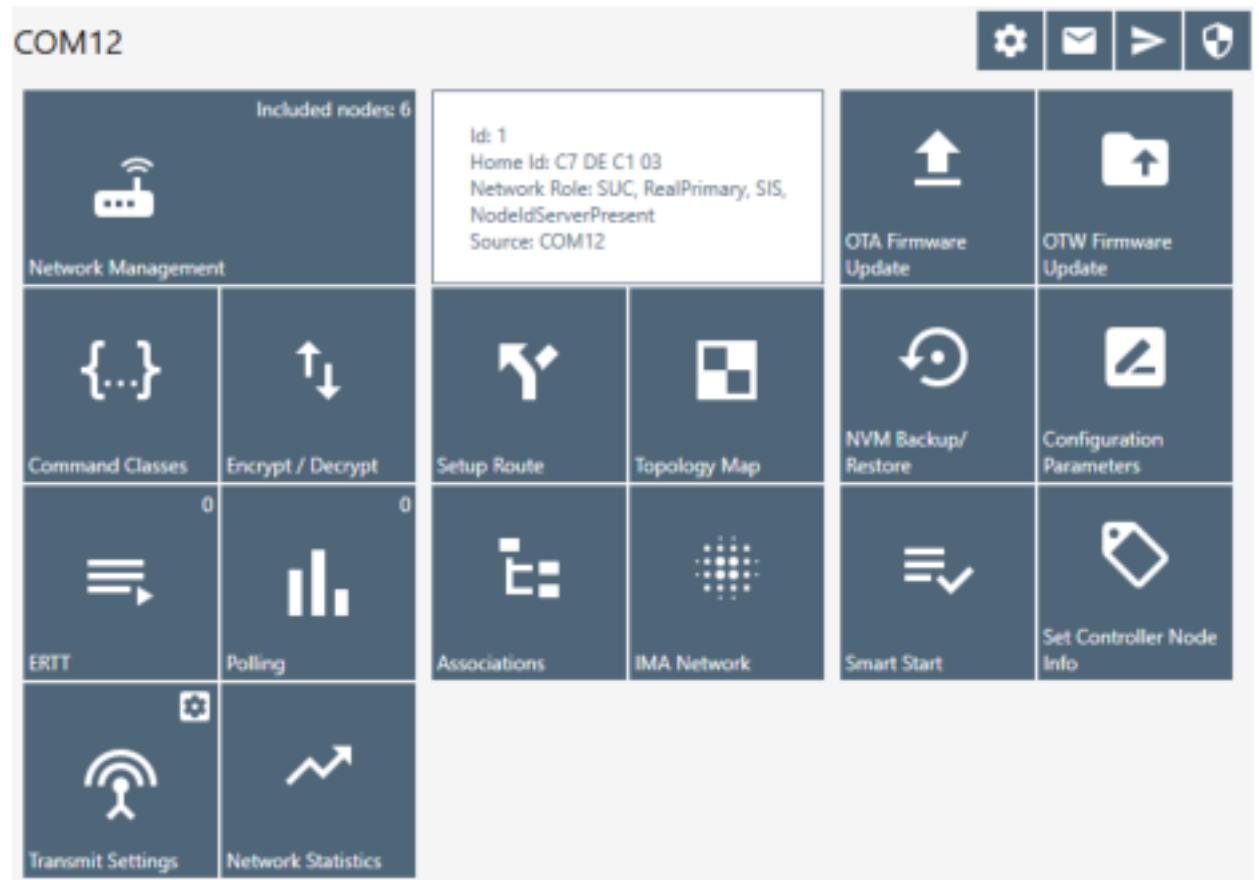 COM12
Included nodes: 6
Network Management
Id: 1
Home Id: C7 DE C1 03
Network Role: SUC, RealPrimary, SIS,
NodeIdServerPresent
Source: COM12
OTA Firmware
Update
OTW Firmware
Update
{...}
Command Classes
Encrypt / Decrypt
Setup Route
Topology Map
NVM Backup/
Restore
Configuration
Parameters
0
ERTT
0
Polling
Associations
IMA Network
Smart Start
Set Controller Node
Info
Transmit Settings
Network Statistics